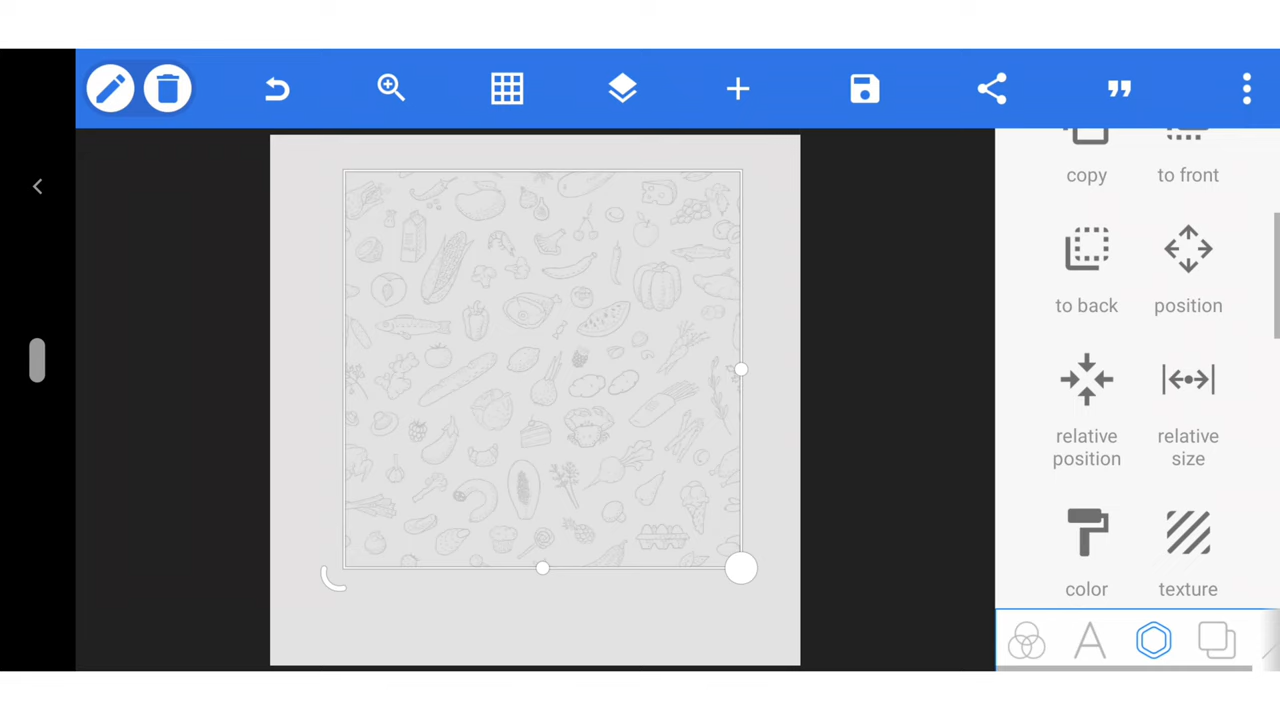 copy
to front
to back
position
relative
position
relative
size
color
texture